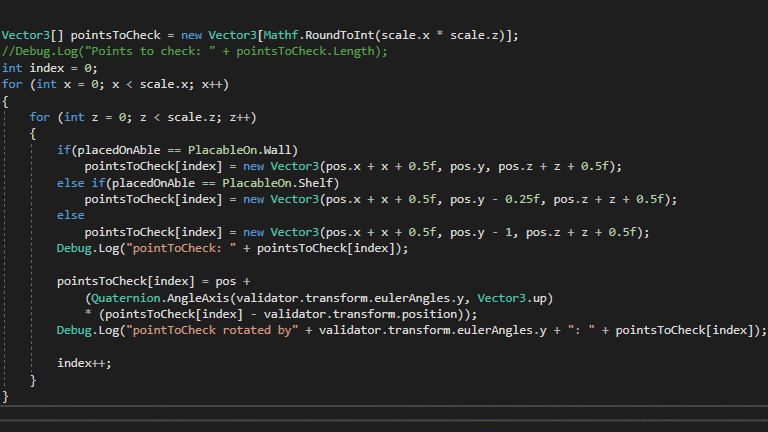 Vector3[] pointsToCheck = new Vector3[Mathf.RoundToInt(scale.x * scale.z)];
//Debug.Log("Points to check: " + pointsToCheck.Length);
int index = 0;
for (int x = 0; x < scale.x; x++)
{
for (int z = 0; z < scale.z; z++)
{
if(placedOnAble == PlacableOn.Wall)
pointsToCheck[index] = new Vector3(pos.x + x + 0.5f, pos.y, pos.z + z + 0.5f);
else if(placedOnAble == PlacableOn.Shelf)
pointsToCheck[index] = new Vector3(pos.x + x + 0.5f, pos.y - 0.25f, pos.z + z + 0.5f);
else
pointsToCheck[index] = new Vector3(pos.x + x + 0.5f, pos.y - 1, pos.z + z + 0.5f);
Debug.Log("pointToCheck: " + pointsToCheck[index]);
pointsToCheck[index] = pos +
(Quaternion.AngleAxis(validator.transform.eulerAngles.y, Vector3.up)
* (pointsToCheck[index] - validator.transform.position));
Debug.Log("pointToCheck rotated by" + validator.transform.eulerAngles.y + ": " + pointsToCheck[index]);
index++;
}
}